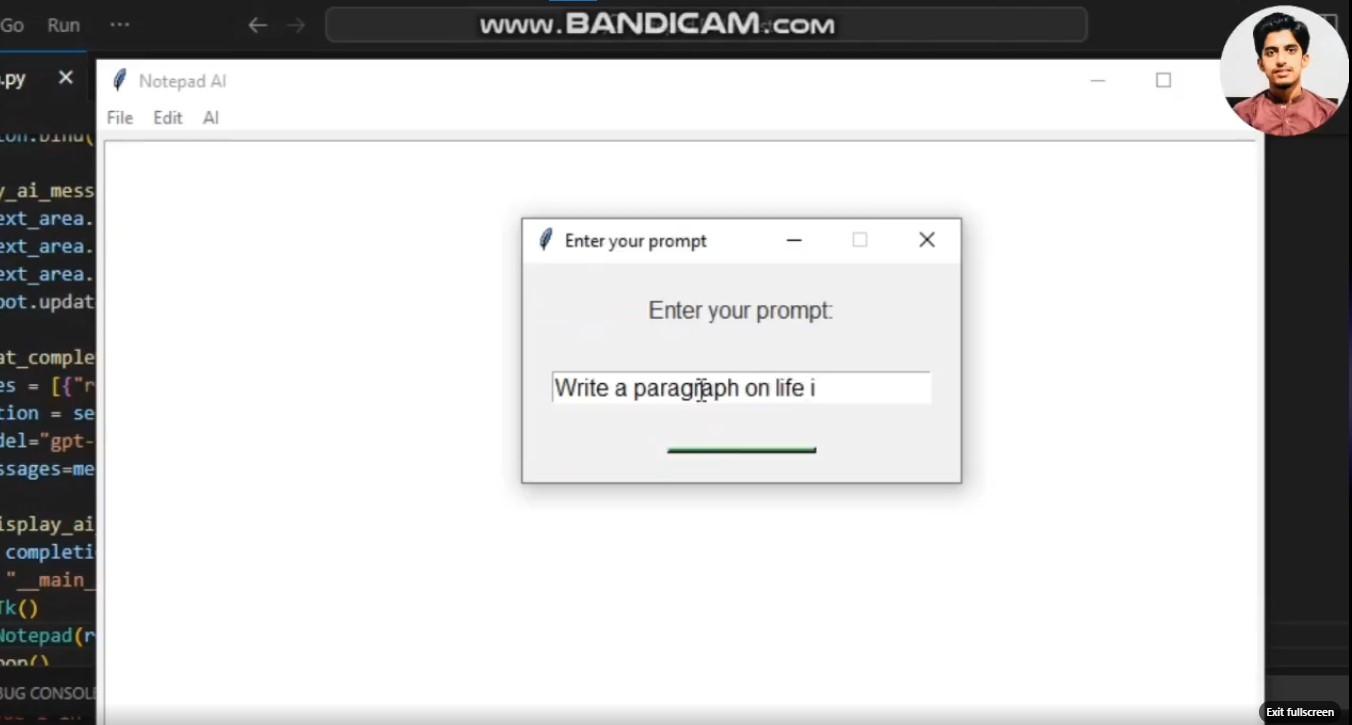 Go Run ...
www.BANDICAM.com
.py
Notepad AI
File Edit AI
Enter your prompt
Enter your prompt:
Write a paragraph on life i
ion.bind(
y_ai_mess
ext_area.
ext_area.
ext_area.
oot.updat
at_comple
es = [{"r
tion = se
del="gpt-
ssages=me
isplay_ai
completi
"__main_
Tk()
Notepad(r
oop()
BUG CONSOLE
Exit fullscreen